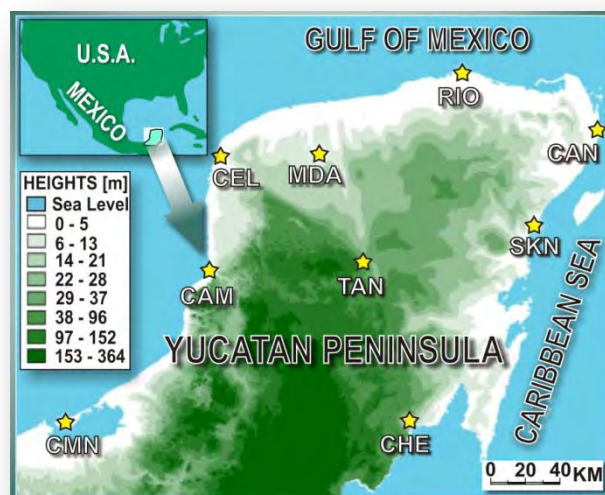 GULF OF MEXICO
U.S.A.
MEXICO
RIO
CAN
CEL
MDA
HEIGHTS [m]
Sea Level
0 - 5
6 - 13
14 - 21
22 - 28
29 - 37
38 - 96
97 - 152
153 - 364
SKN
CAM
TAN
YUCATAN PENINSULA
CARIBBEAN SEA
CMN
CHE
0 20 40 KM